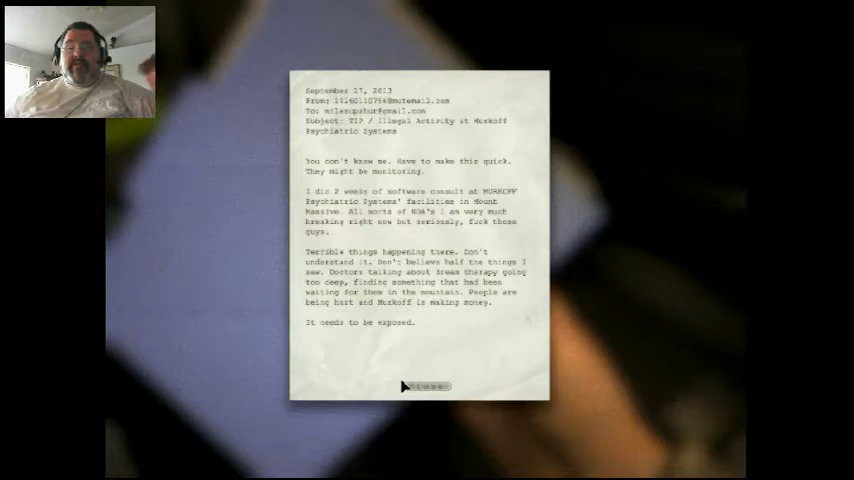 September 17, 2013
From: 1426011075@mutemail.com
To: milesupshur@gmail.com
Subject: TIP / Illegal Activity at Murkoff
Psychiatric Systems
You don't know me. Have to make this quick.
They might be monitoring.
I did 2 weeks of software consult at MURKOFF
Psychiatric Systems' facilities in Mount
Massive. All sorts of NDA's I am very much
breaking right now but seriously, fuck those
guys.
Terrible things happening there. Don't
understand it. Don't believe half the things I
saw. Doctors talking about dream therapy going
too deep, finding something that had been
waiting for them in the mountain. People are
being hurt and Murkoff is making money.
It needs to be exposed.